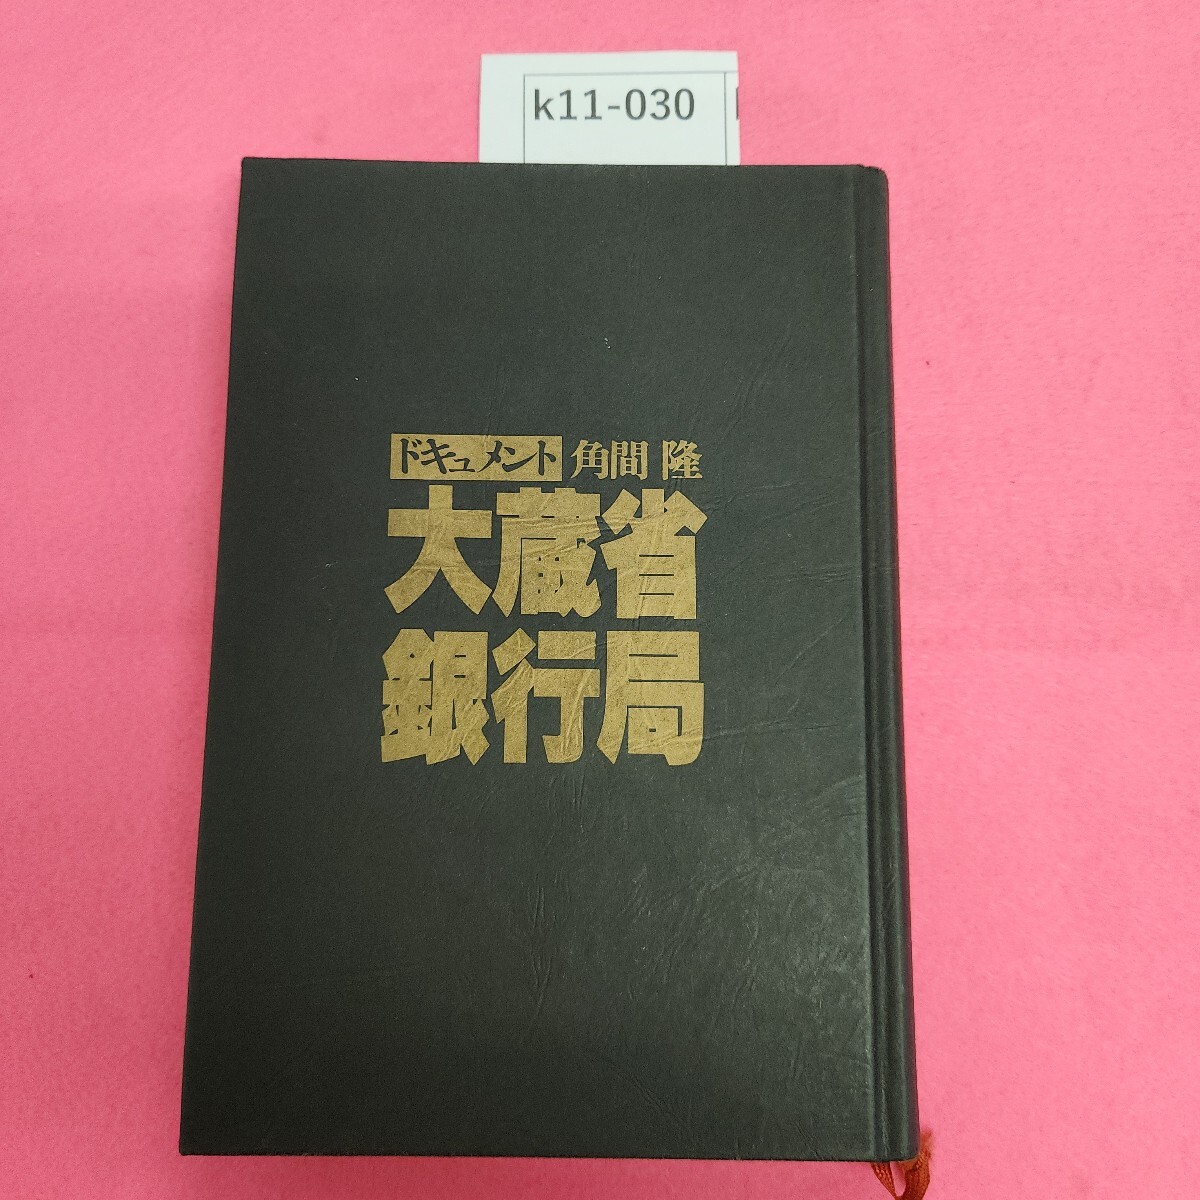 k11-030
ドキュメント 角間 隆
大蔵省
銀行局